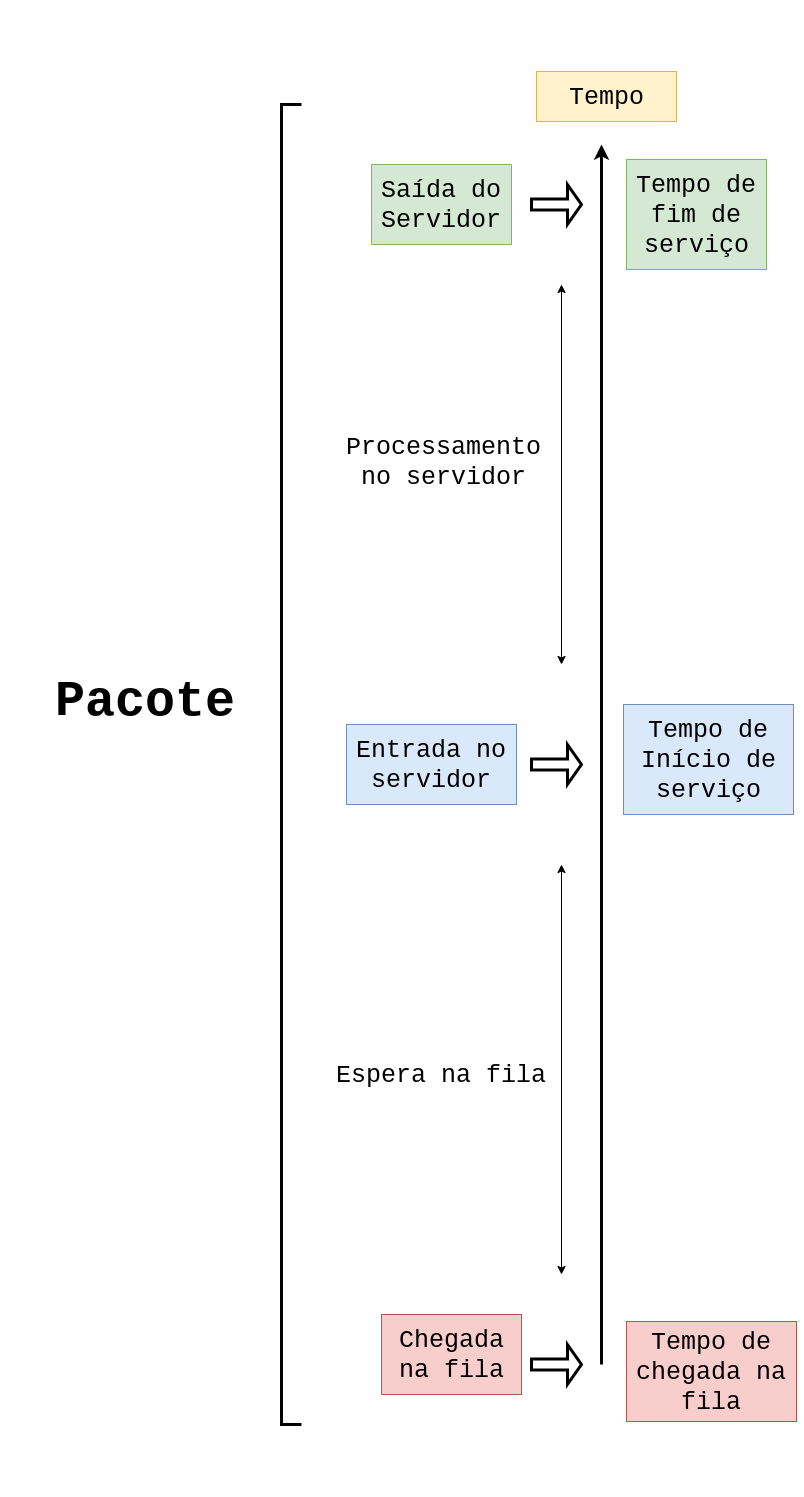 Tempo
Saída do
Servidor
Tempo de
fim de
serviço
Processamento
no servidor
Pacote
Entrada no
servidor
Tempo de
Início de
serviço
Espera na fila
Chegada
na fila
Tempo de
chegada na
fila